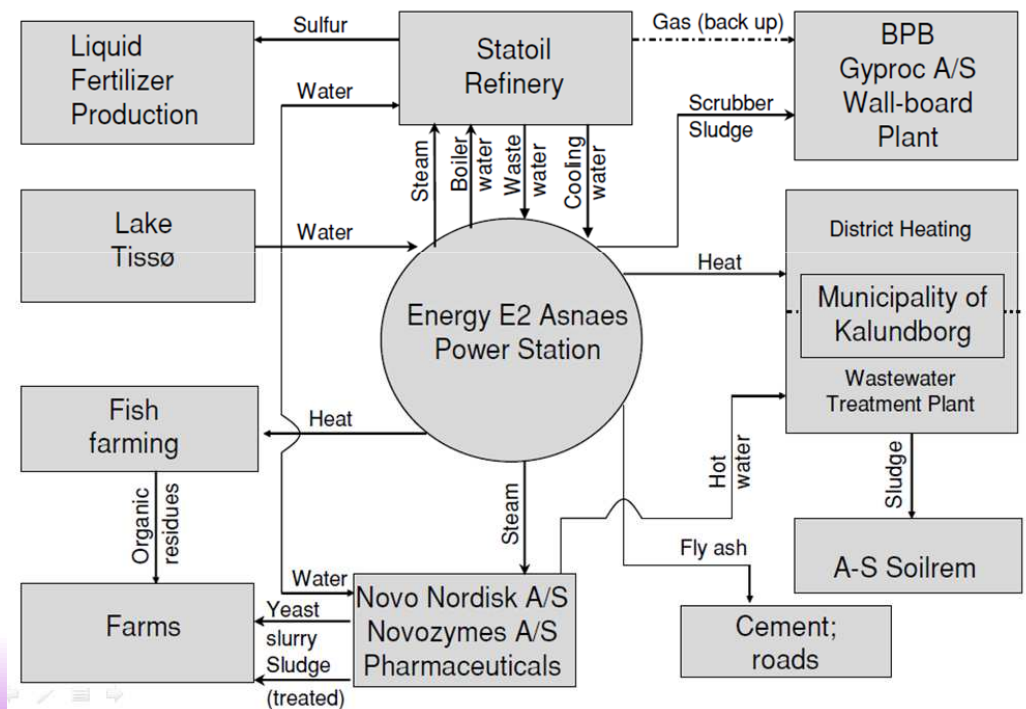 Liquid
Fertilizer
Production
Sulfur
Statoil
Refinery
Gas (back up)
BPB
Gyproc A/S
Wall-board
Plant
Water
Scrubber
Sludge
Steam
Boiler
water
Waste
water
Cooling
water
Lake
Tissø
Water
Heat
District Heating
Municipality of
Kalundborg
Wastewater
Treatment Plant
Energy E2 Asnaes
Power Station
Fish
farming
Heat
Organic
residues
Steam
Hot
water
Sludge
A-S Soilrem
Fly ash
Cement;
roads
Farms
Water
Yeast
slurry
Sludge
(treated)
Novo Nordisk A/S
Novozymes A/S
Pharmaceuticals